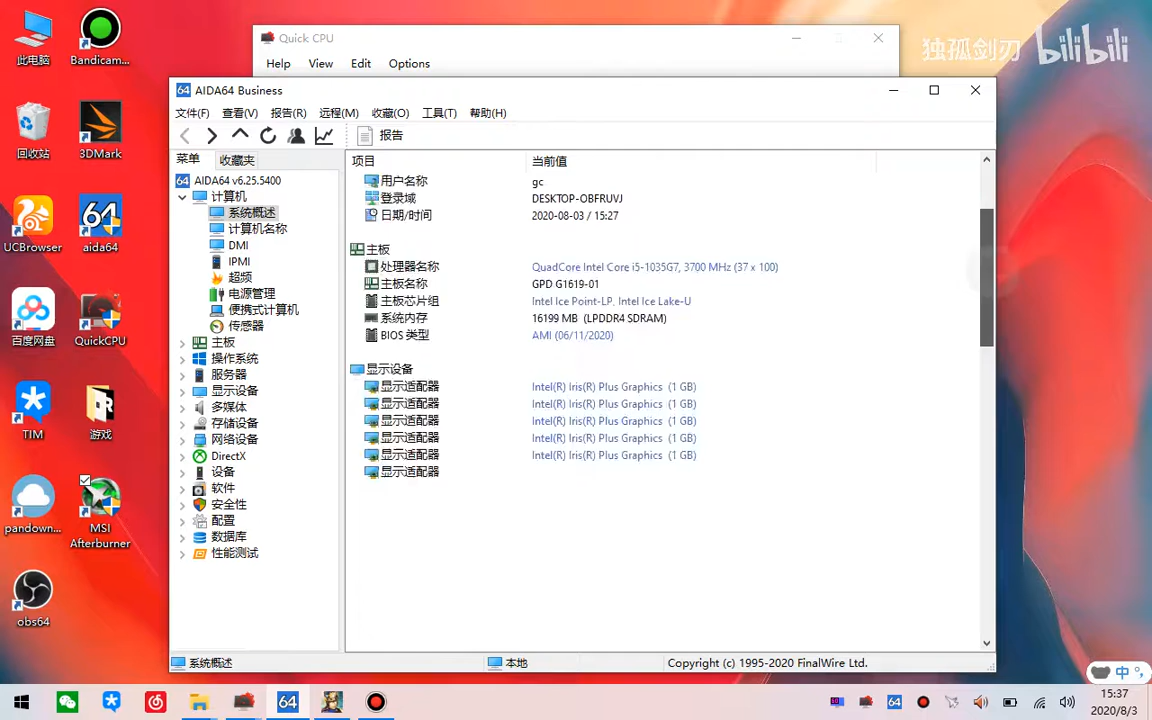 此电脑
Bandicam...
回收站
3DMark
UCBrowser
aida64
百度网盘
QuickCPU
TIM
游戏
pandown...
MSI
Afterburner
obs64
独孤剑刃 bilibili
Quick CPU
Help View Edit Options
64 AIDA64 Business
文件(F) 查看(V) 报告(R) 远程(M) 收藏(O) 工具(T) 帮助(H)
报告
菜单 收藏夹
64 AIDA64 v6.25.5400
计算机
系统概述
计算机名称
DMI
IPMI
超频
电源管理
便携式计算机
传感器
主板
操作系统
服务器
显示设备
多媒体
存储设备
网络设备
DirectX
设备
软件
安全性
配置
数据库
性能测试
项目 当前值
用户名称 gc
登录域 DESKTOP-OBFRUVJ
日期/时间 2020-08-03 / 15:27
主板
处理器名称 QuadCore Intel Core i5-1035G7, 3700 MHz (37 x 100)
主板名称 GPD G1619-01
主板芯片组 Intel Ice Point-LP, Intel Ice Lake-U
系统内存 16199 MB (LPDDR4 SDRAM)
BIOS 类型 AMI (06/11/2020)
显示设备
显示适配器 Intel(R) Iris(R) Plus Graphics (1 GB)
显示适配器 Intel(R) Iris(R) Plus Graphics (1 GB)
显示适配器 Intel(R) Iris(R) Plus Graphics (1 GB)
显示适配器 Intel(R) Iris(R) Plus Graphics (1 GB)
显示适配器 Intel(R) Iris(R) Plus Graphics (1 GB)
显示适配器
系统概述 本地 Copyright (c) 1995-2020 FinalWire Ltd.
中 °,
64
64
15:37
2020/8/3